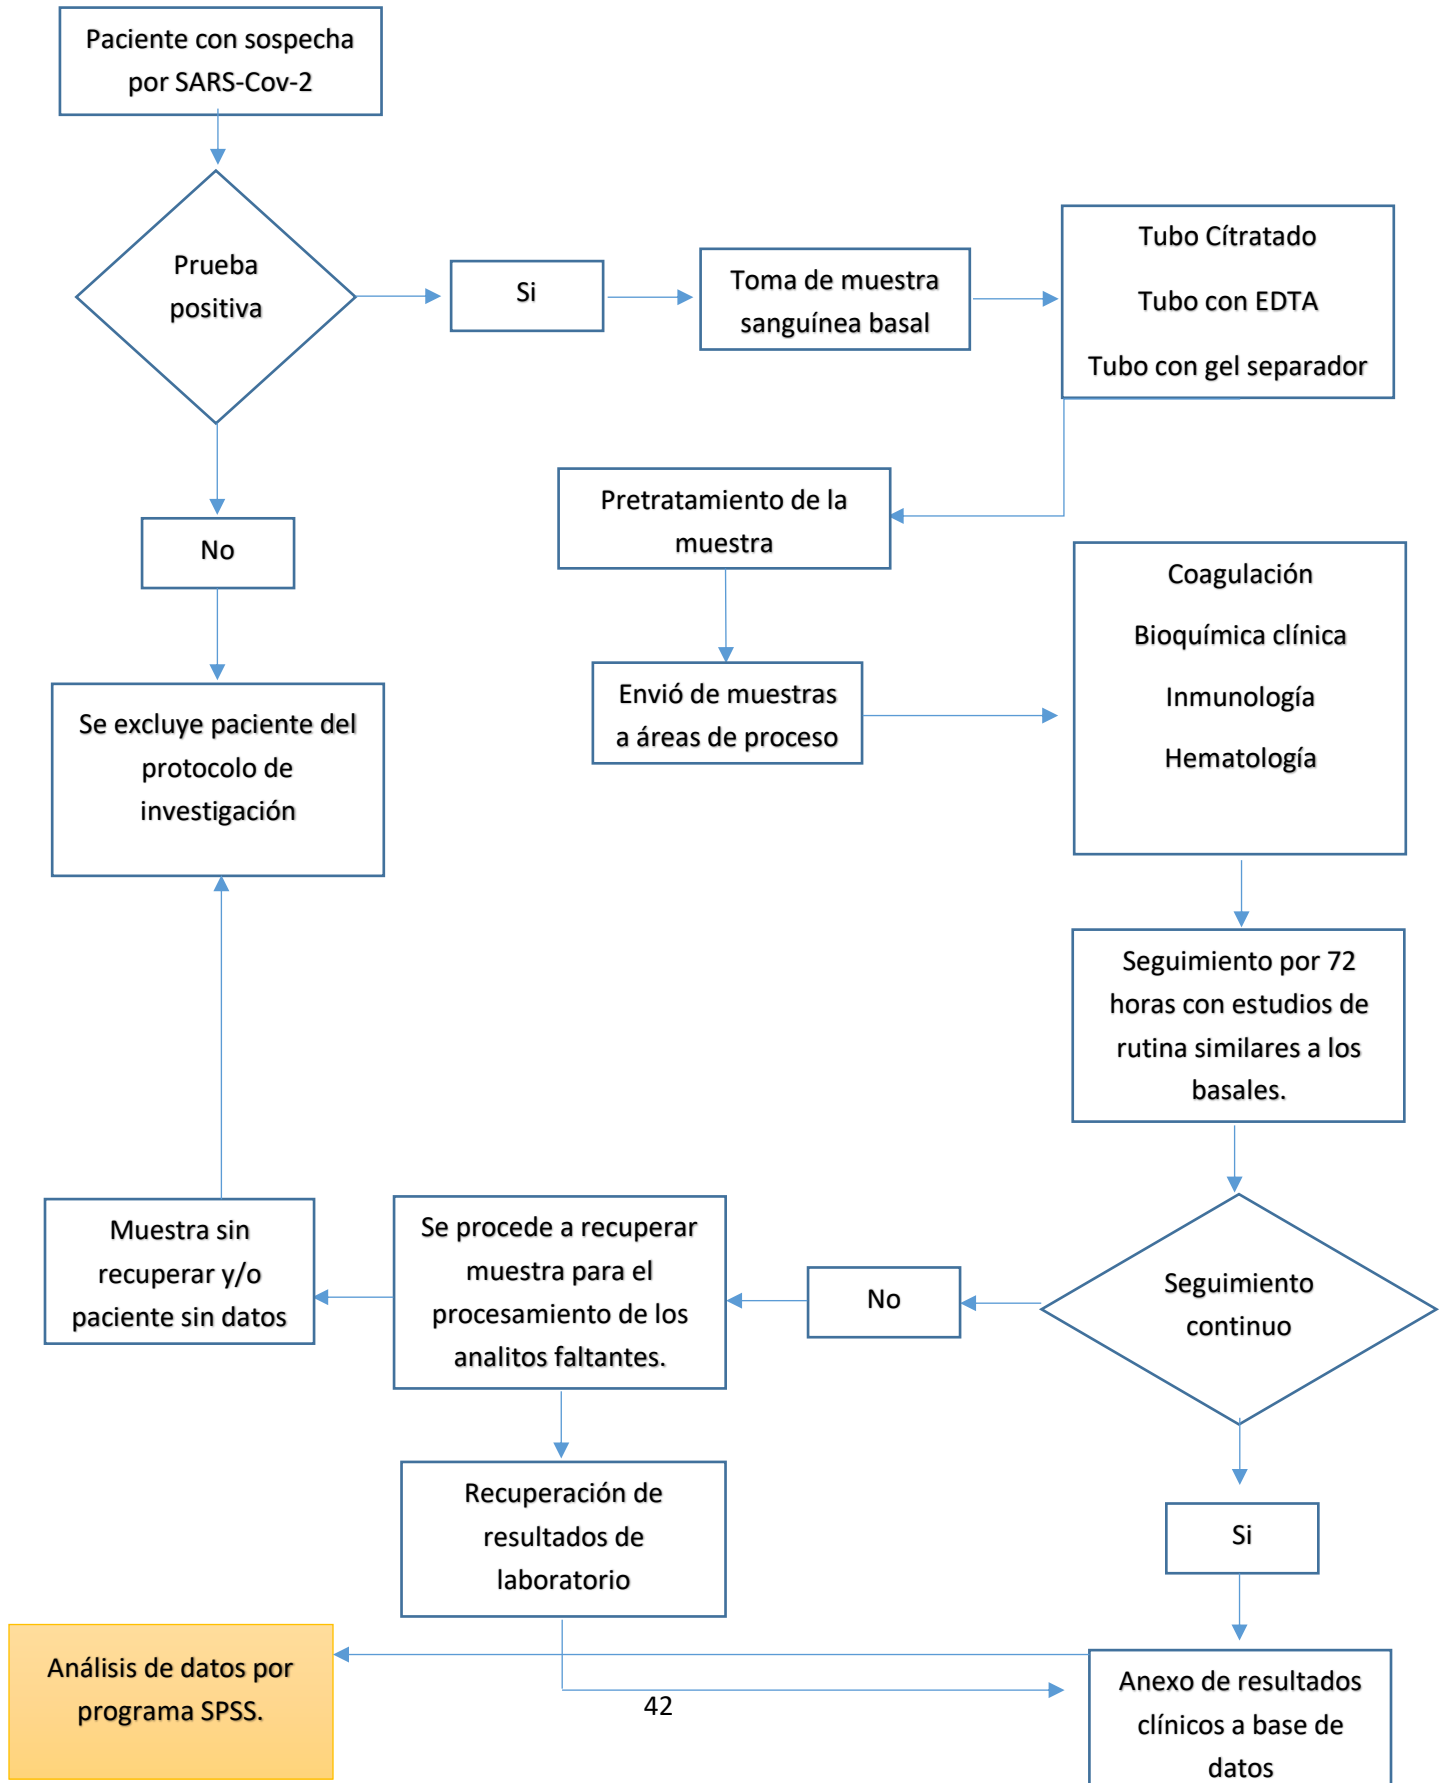 Paciente con sospecha
por SARS-Cov-2
Prueba
positiva
Si
Toma de muestra
sanguínea basal
Tubo Cítratado
Tubo con EDTA
Tubo con gel separador
Pretratamiento de la
muestra
No
Envió de muestras
a áreas de proceso
Coagulación
Bioquímica clínica
Inmunología
Hematología
Se excluye paciente del
protocolo de
investigación
Seguimiento por 72
horas con estudios de
rutina similares a los
basales.
Seguimiento
continuo
No
Se procede a recuperar
muestra para el
procesamiento de los
analitos faltantes.
Muestra sin
recuperar y/o
paciente sin datos
Recuperación de
resultados de
laboratorio
Si
Anexo de resultados
clínicos a base de
datos
Análisis de datos por
programa SPSS.
42